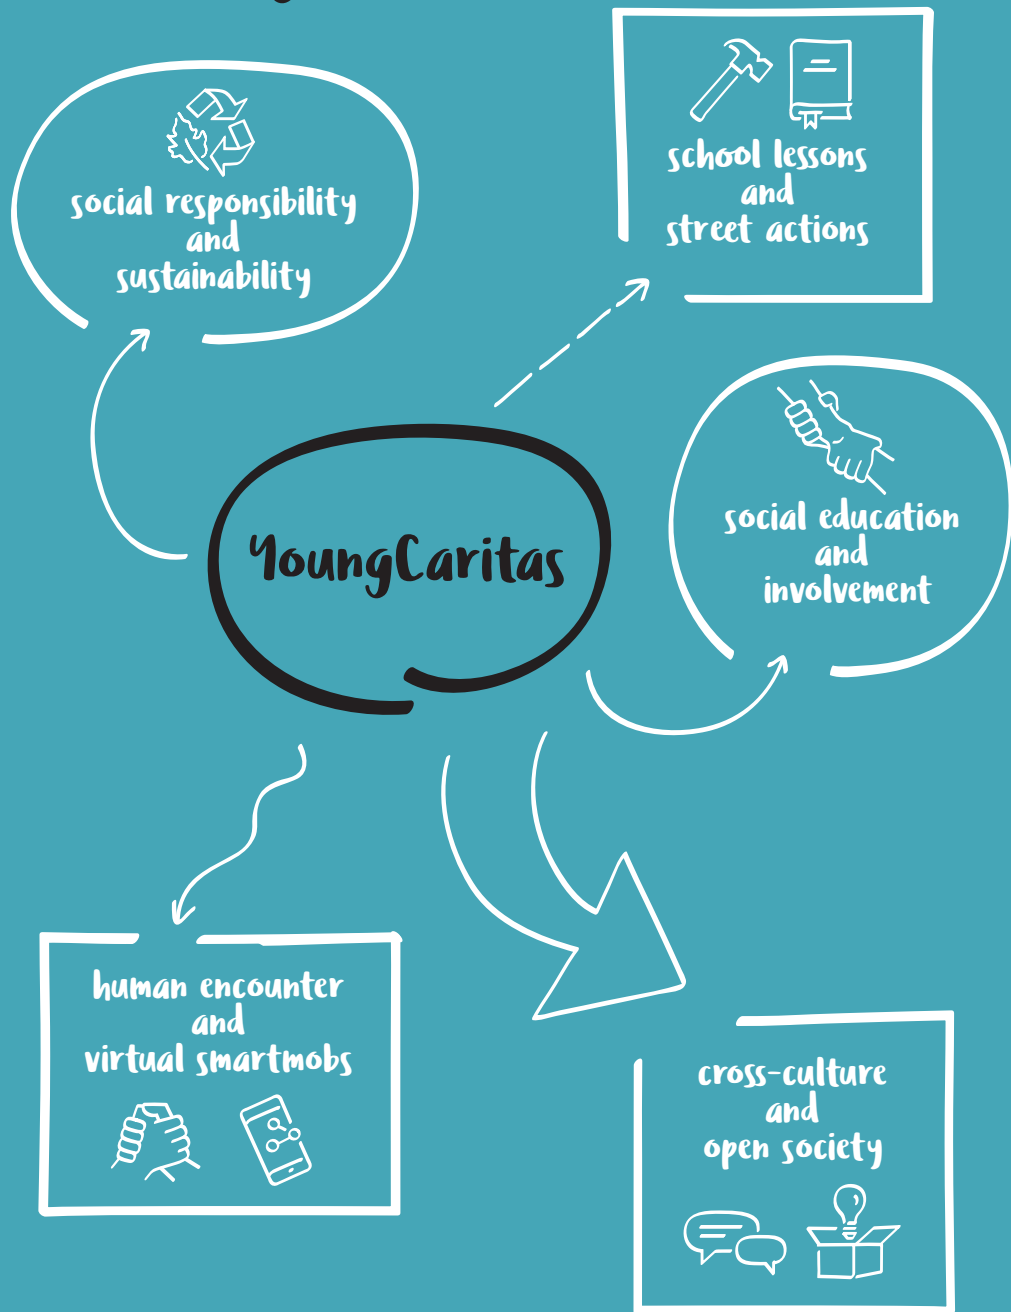 social responsibility
and
sustainability
school lessons
and
street actions
YoungCaritas
social education
and
involvement
human encounter
and
virtual smartmobs
cross-culture
and
open society